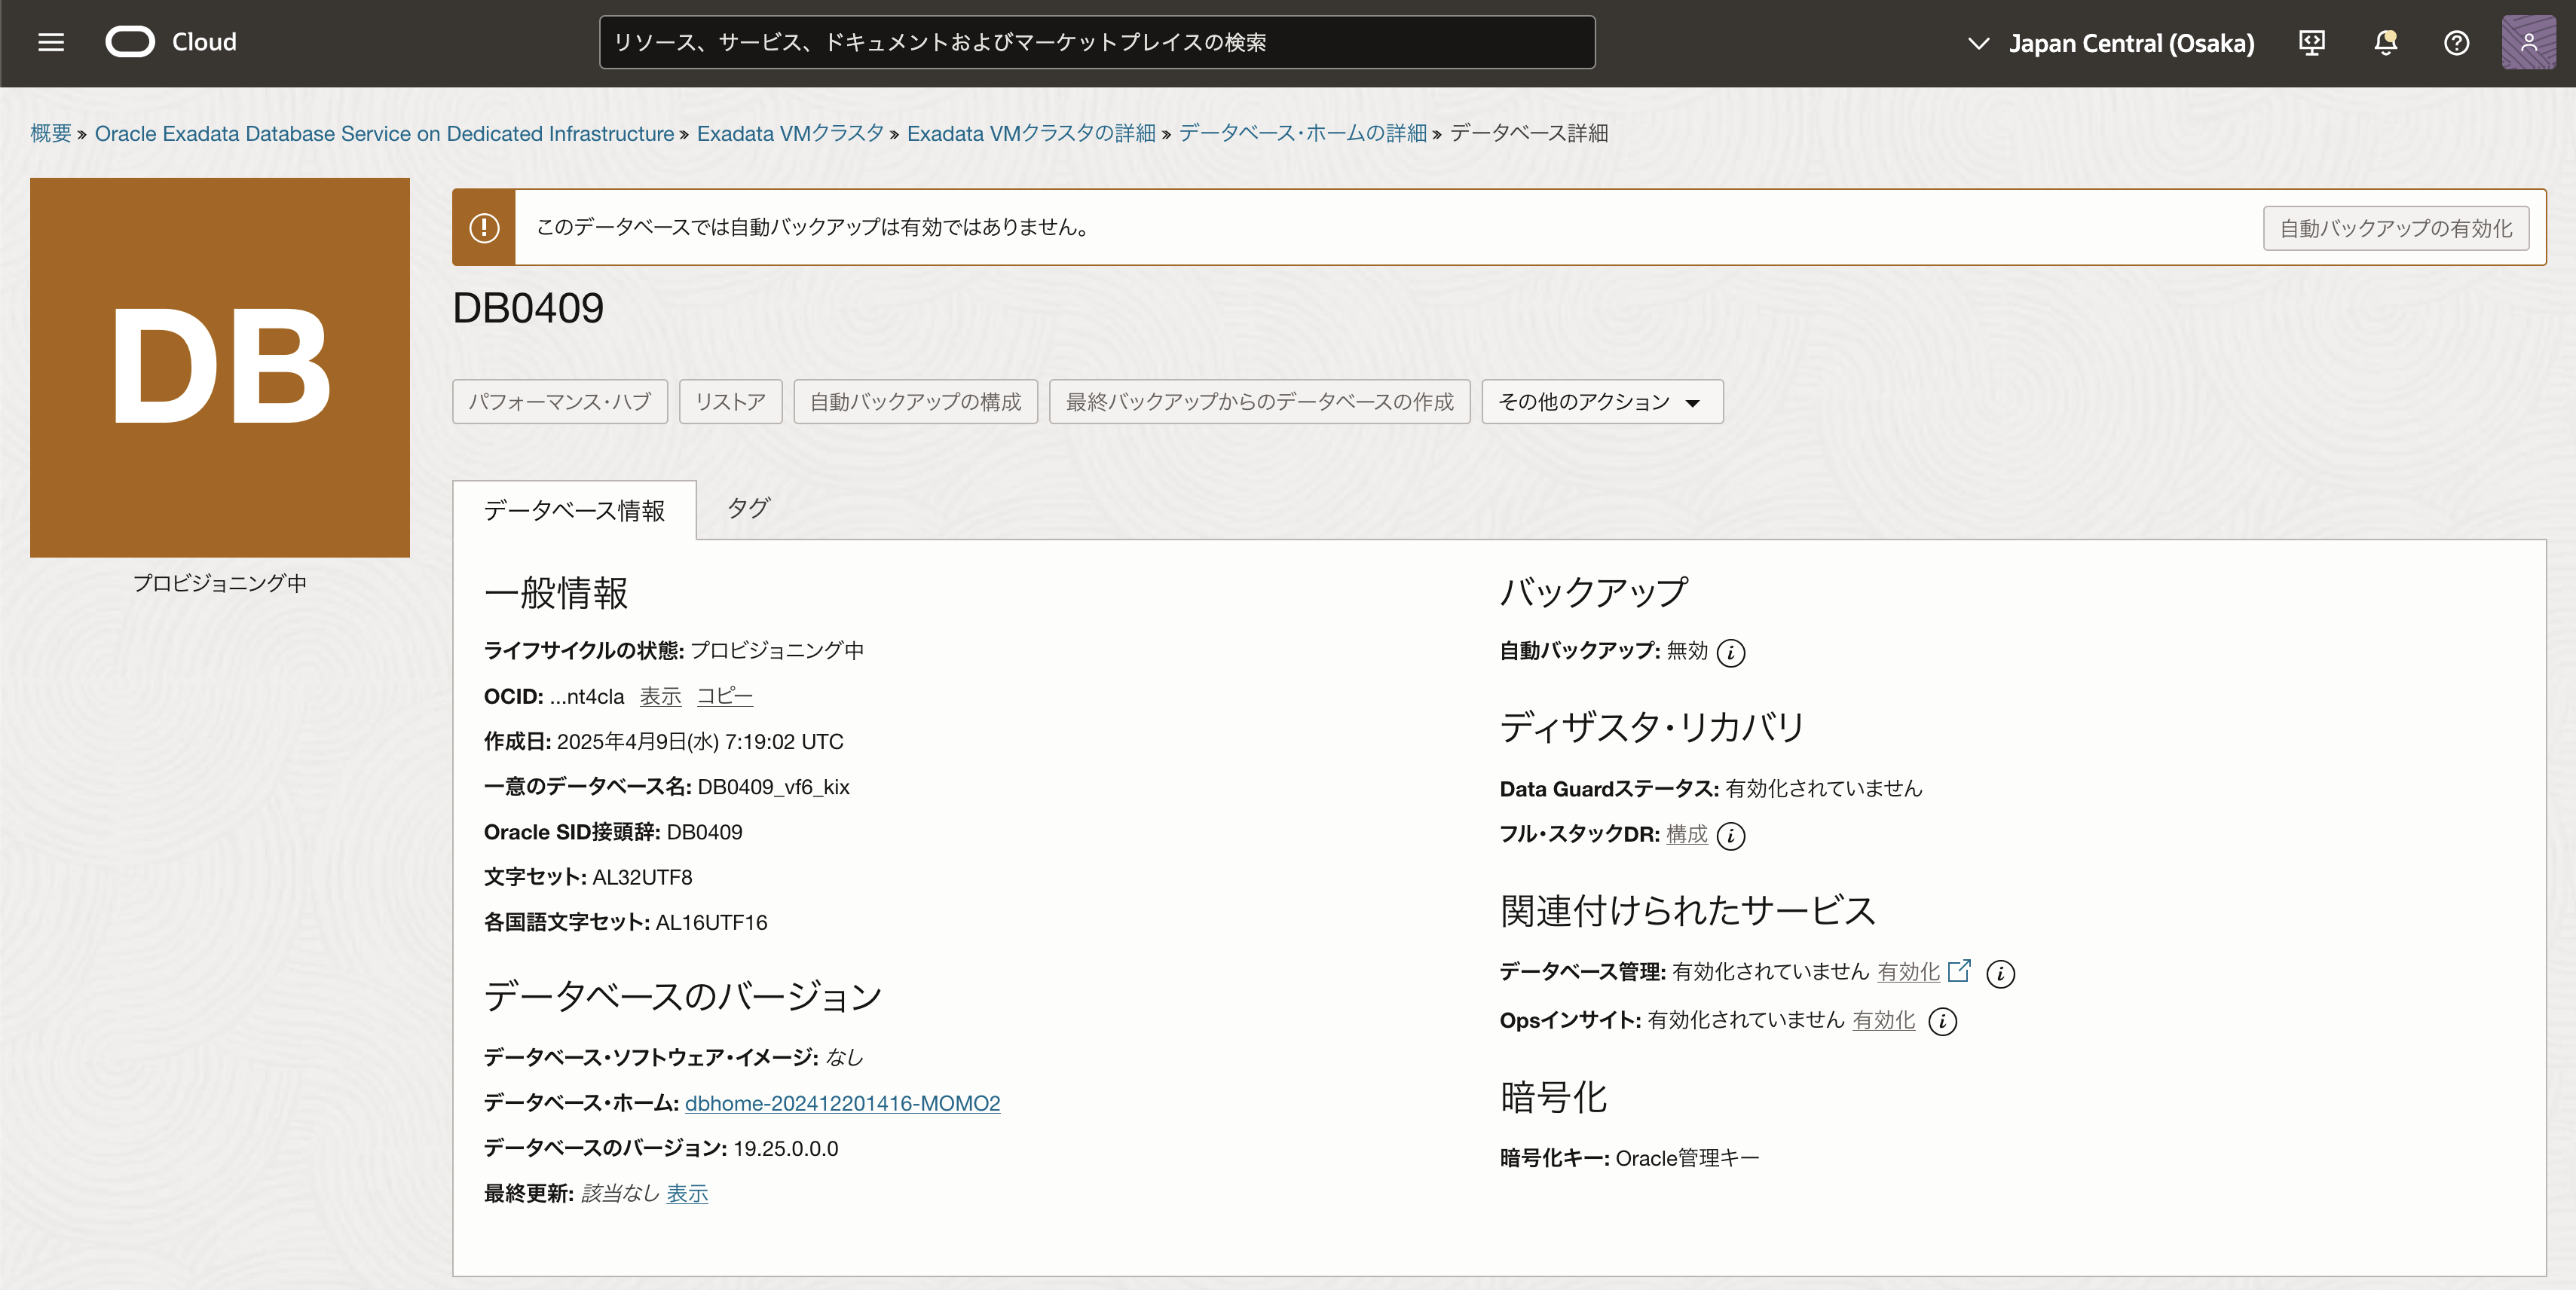 Cloud
リソース、サービス、ドキュメントおよびマーケットプレイスの検索
Japan Central (Osaka)
概要 » Oracle Exadata Database Service on Dedicated Infrastructure » Exadata VMクラスタ » Exadata VMクラスタの詳細 » データベース・ホームの詳細 » データベース詳細
DB
プロビジョニング中
このデータベースでは自動バックアップは有効ではありません。
自動バックアップの有効化
DB0409
パフォーマンス・ハブ
リストア
自動バックアップの構成
最終バックアップからのデータベースの作成
その他のアクション
データベース情報
タグ
一般情報
ライフサイクルの状態: プロビジョニング中
OCID: ...nt4cla 表示 コピー
作成日: 2025年4月9日(水) 7:19:02 UTC
一意のデータベース名: DB0409_vf6_kix
Oracle SID接頭辞: DB0409
文字セット: AL32UTF8
各国語文字セット: AL16UTF16
データベースのバージョン
データベース・ソフトウェア・イメージ: なし
データベース・ホーム: dbhome-202412201416-MOMO2
データベースのバージョン: 19.25.0.0.0
最終更新: 該当なし 表示
バックアップ
自動バックアップ: 無効
ディザスタ・リカバリ
Data Guardステータス: 有効化されていません
フル・スタックDR: 構成
関連付けられたサービス
データベース管理: 有効化されていません 有効化
Opsインサイト: 有効化されていません 有効化
暗号化
暗号化キー: Oracle管理キー